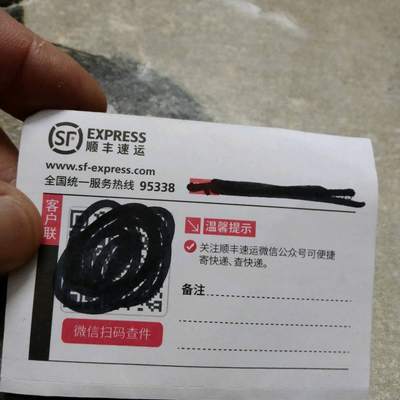 SF EXPRESS
顺丰速运
www.sf-express.com
全国统一服务热线 95338
客户联
温馨提示
关注顺丰速运微信公众号可便捷
寄快递、查快递。
备注
微信扫码查件